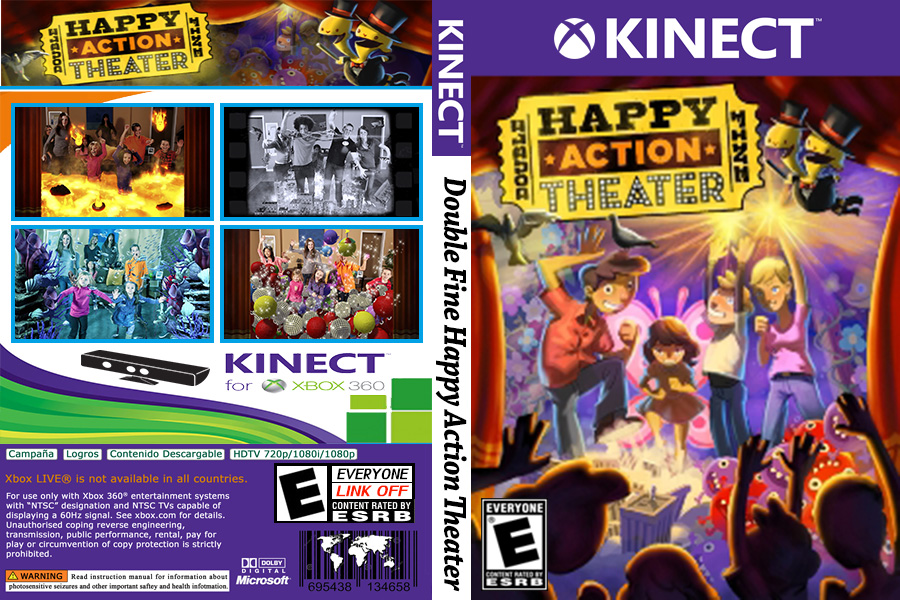 DOUBLE
FINE
HAPPY
ACTION
THEATER
KINECT™
for XBOX 360
Campaña
Logros
Contenido Descargable
HDTV 720p/1080i/1080p
Xbox LIVE® is not available in all countries.
For use only with Xbox 360® entertainment systems
with "NTSC" designation and NTSC TVs capable of
displaying a 60Hz signal. See xbox.com for details.
Unauthorised coping reverse engineering,
transmission, public performance, rental, pay for
play or circumvention of copy protection is strictly
prohibited.
WARNING Read instruction manual for information about
photosensitive seizures and other important saftey and health infomation.
E
EVERYONE
LINK OFF
CONTENT RATED BY
ESRB
DOLBY
DIGITAL
Microsoft®
695438 134658
KINECT™
Double Fine Happy Action Theater
KINECT™
DOUBLE
FINE
HAPPY
ACTION
THEATER
EVERYONE
E
CONTENT RATED BY
ESRB